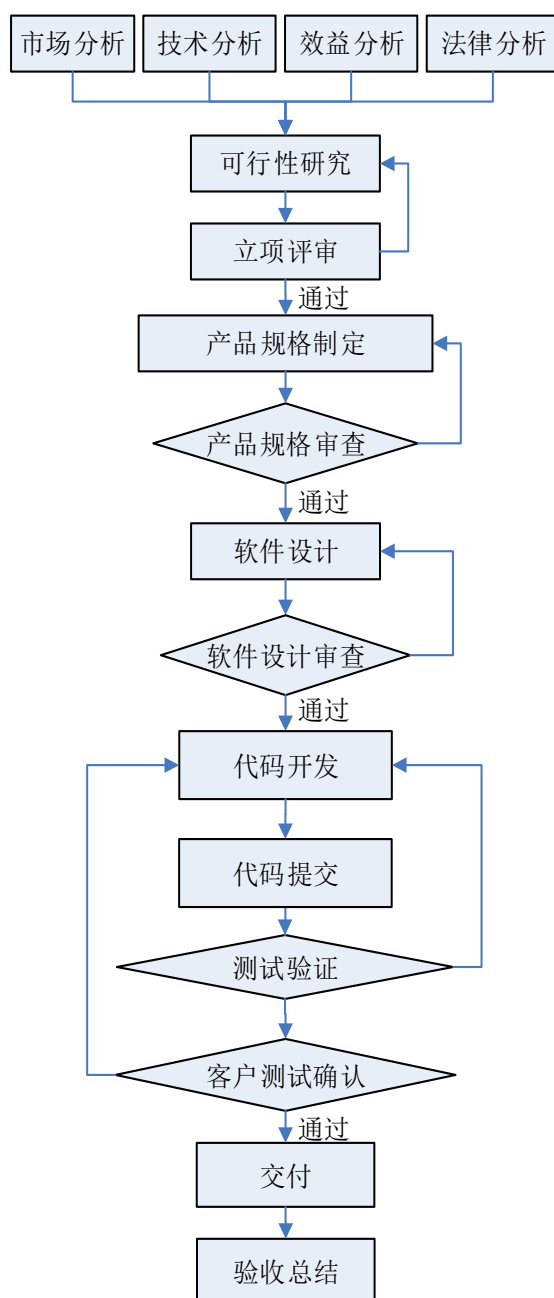 市场分析 技术分析 效益分析 法律分析
可行性研究
立项评审
通过
产品规格制定
产品规格审查
通过
软件设计
软件设计审查
通过
代码开发
代码提交
测试验证
客户测试确认
通过
交付
验收总结